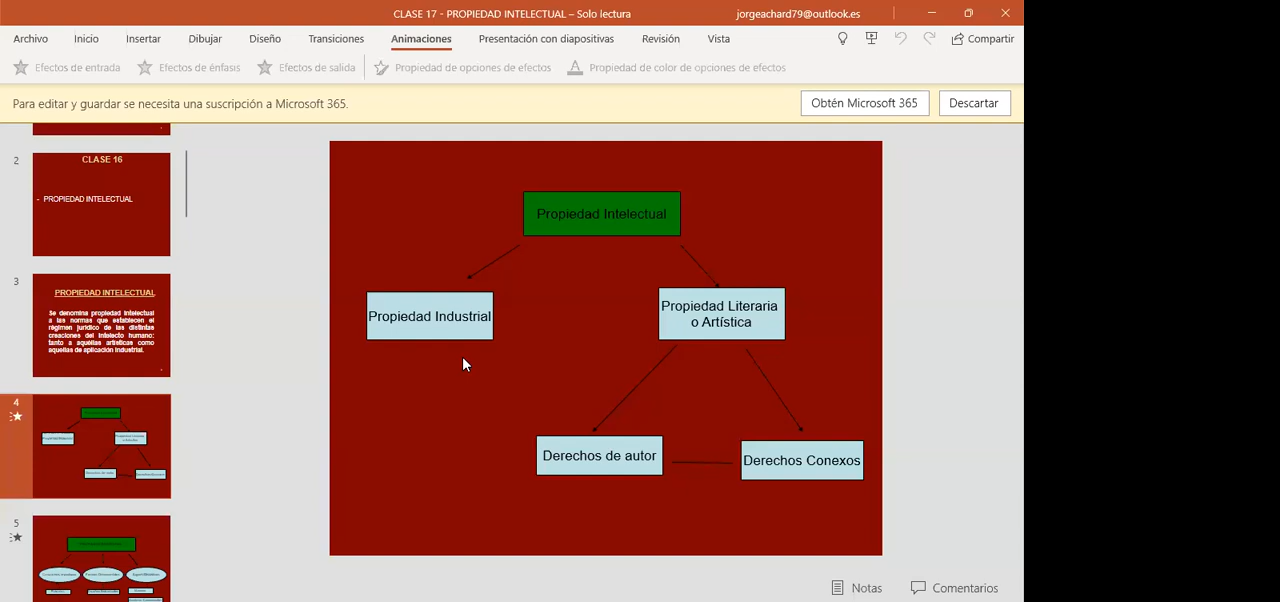 CLASE 17 - PROPIEDAD INTELECTUAL – Solo lectura
jorgeachard79@outlook.es
Archivo
Inicio
Insertar
Dibujar
Diseño
Transiciones
Animaciones
Presentación con diapositivas
Revisión
Vista
Compartir
Efectos de entrada
Efectos de énfasis
Efectos de salida
Propiedad de opciones de efectos
Propiedad de color de opciones de efectos
Para editar y guardar se necesita una suscripción a Microsoft 365.
Obtén Microsoft 365
Descartar
2
CLASE 16
- PROPIEDAD INTELECTUAL
3
PROPIEDAD INTELECTUAL
Se denomina propiedad intelectual
a las normas que establecen el
régimen jurídico de las distintas
creaciones del intelecto humano:
tanto a aquellas artísticas como
aquellas de aplicación industrial.
4
5
Propiedad Intelectual
Propiedad Industrial
Propiedad Literaria
o Artística
Derechos de autor
Derechos Conexos
Notas
Comentarios